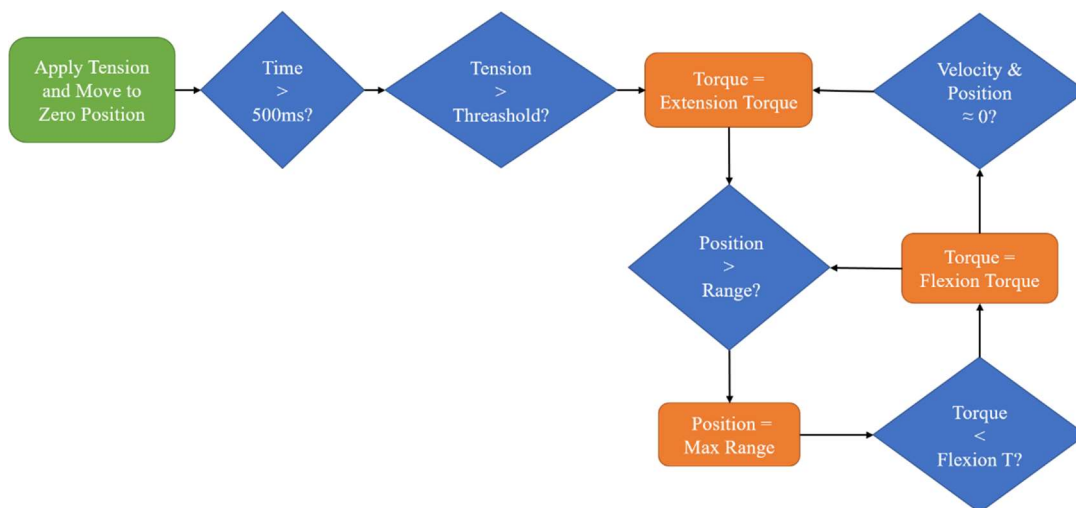 Apply Tension
and Move to
Zero Position
Time
>
500ms?
Tension
>
Threashold?
Torque =
Extension Torque
Velocity &
Position
≈ 0?
Position
>
Range?
Torque =
Flexion Torque
Position =
Max Range
Torque
<
Flexion T?